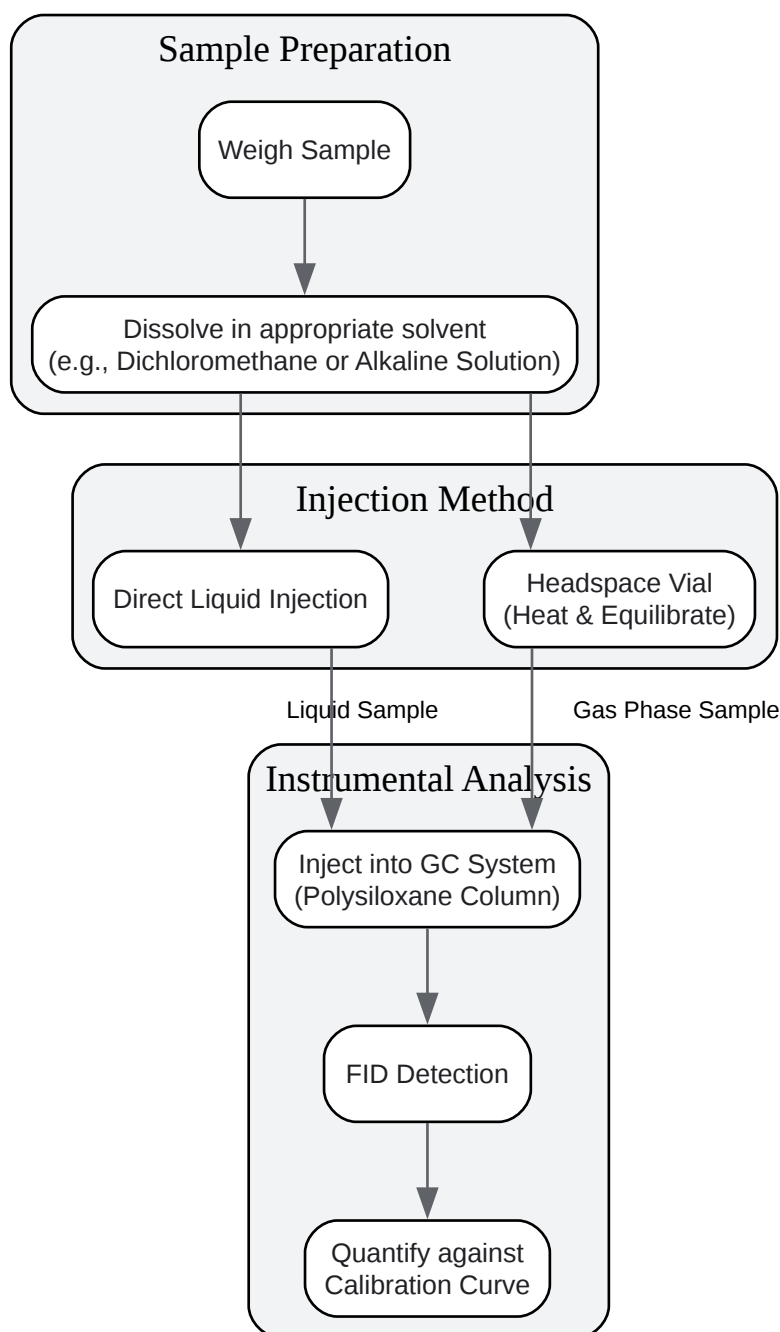 Sample Preparation
Weigh Sample
Dissolve in appropriate solvent
(e.g., Dichloromethane or Alkaline Solution)
Injection Method
Direct Liquid Injection
Headspace Vial
(Heat & Equilibrate)
Liquid Sample
Gas Phase Sample
Instrumental Analysis
Inject into GC System
(Polysiloxane Column)
FID Detection
Quantify against
Calibration Curve